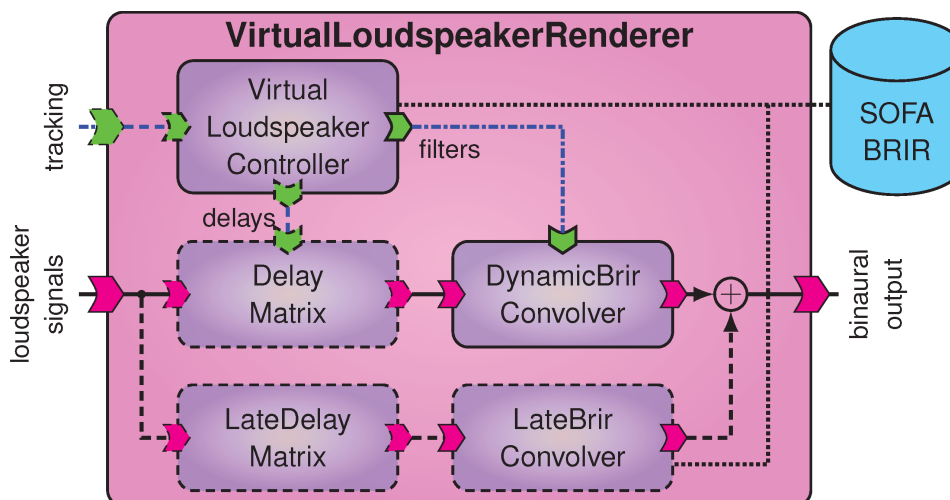 VirtualLoudspeakerRenderer
tracking
Virtual
Loudspeaker
Controller
filters
SOFA
BRIR
delays
loudspeaker
signals
Delay
Matrix
DynamicBrir
Convolver
binaural
output
LateDelay
Matrix
LateBrir
Convolver